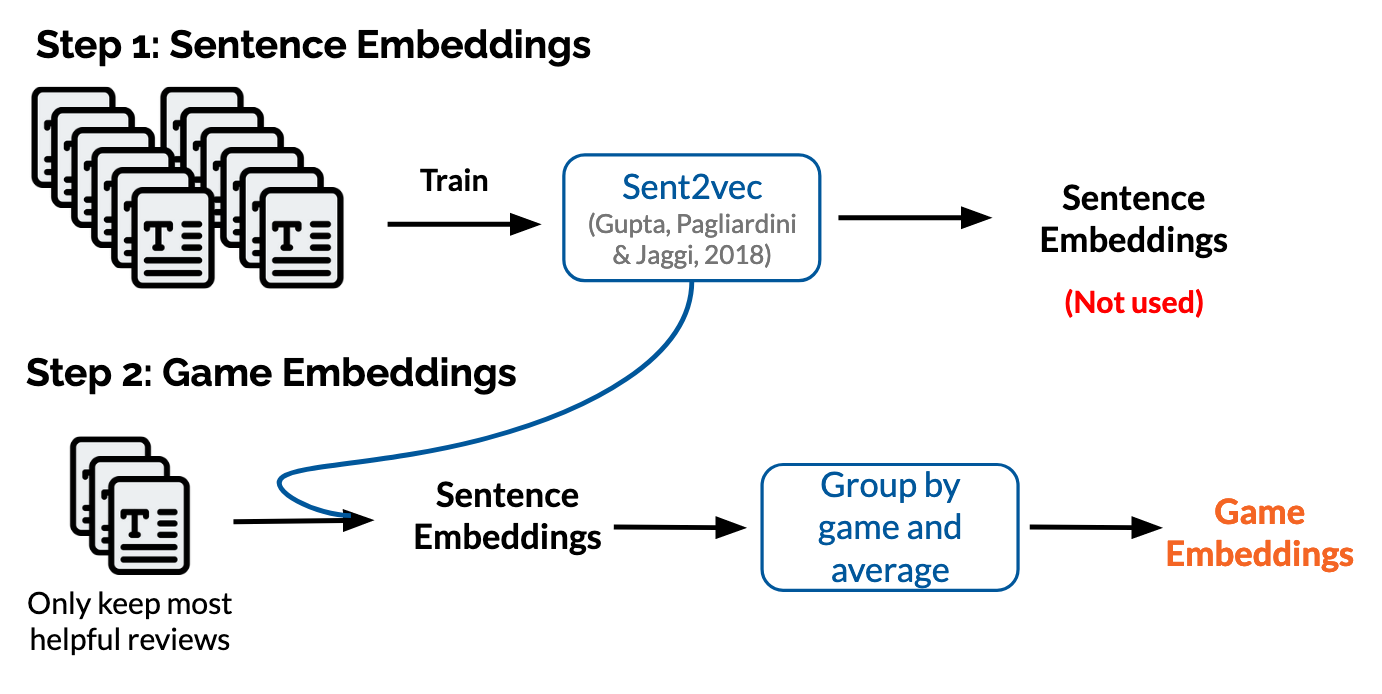 Step 1: Sentence Embeddings
Train
Sent2vec
(Gupta, Pagliardini
& Jaggi, 2018)
Sentence
Embeddings
(Not used)
Step 2: Game Embeddings
Only keep most
helpful reviews
Sentence
Embeddings
Group by
game and
average
Game
Embeddings